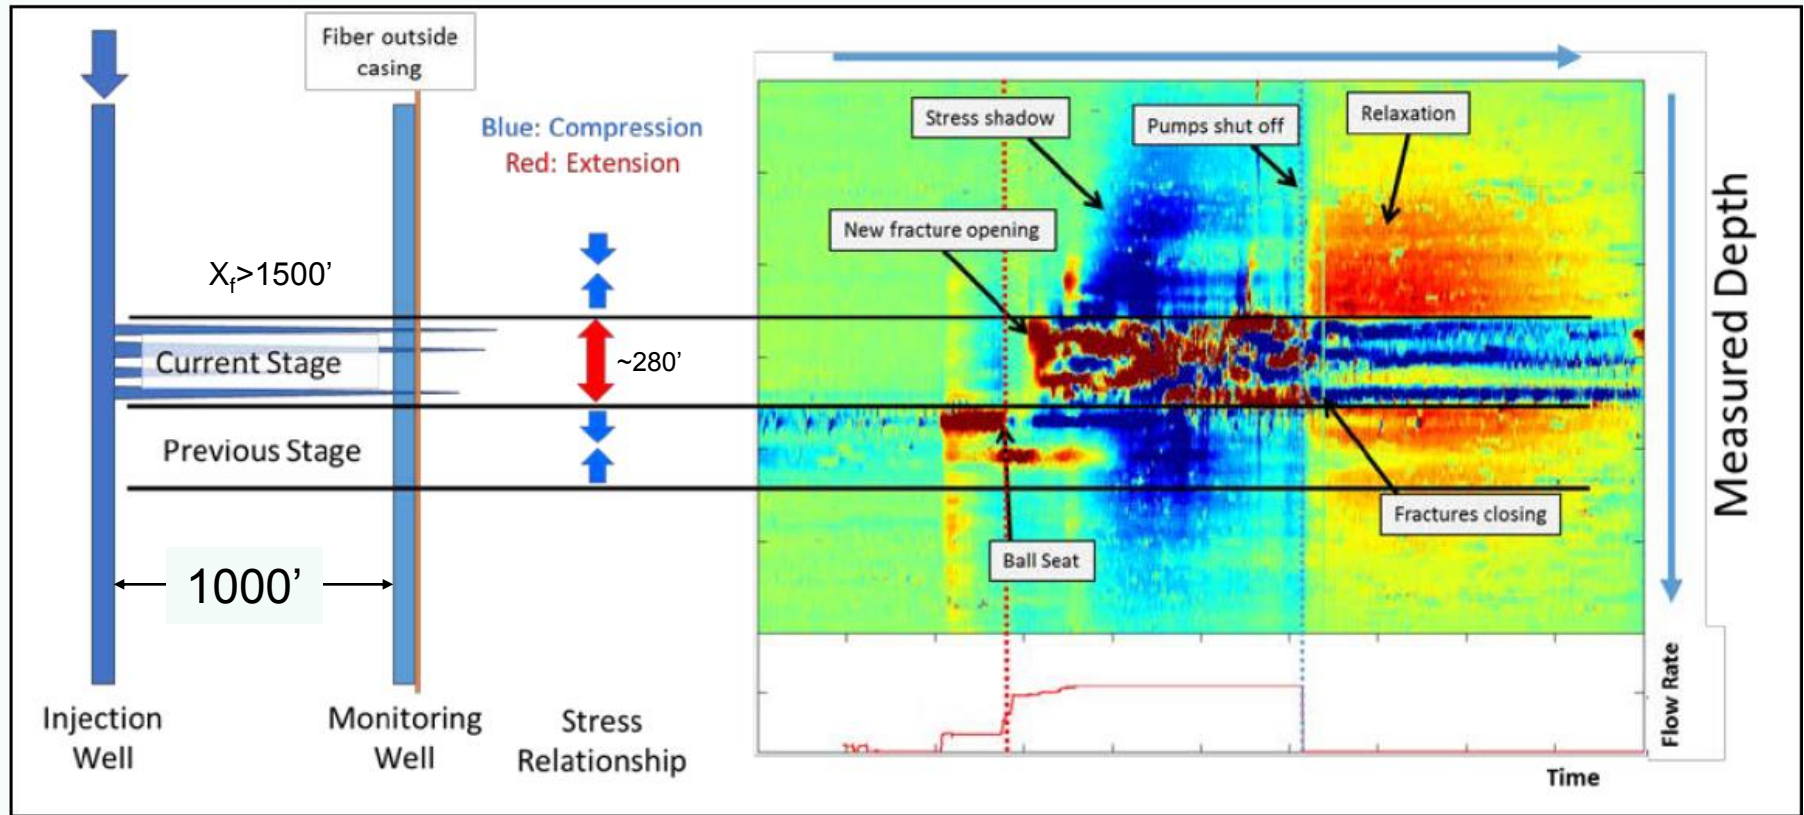 Fiber outside
casing
Blue: Compression
Red: Extension
Xf>1500’
Current Stage
~280’
Previous Stage
1000’
Injection
Well
Monitoring
Well
Stress
Relationship
Stress shadow
Pumps shut off
Relaxation
New fracture opening
Fractures closing
Ball Seat
Measured Depth
Flow Rate
Time